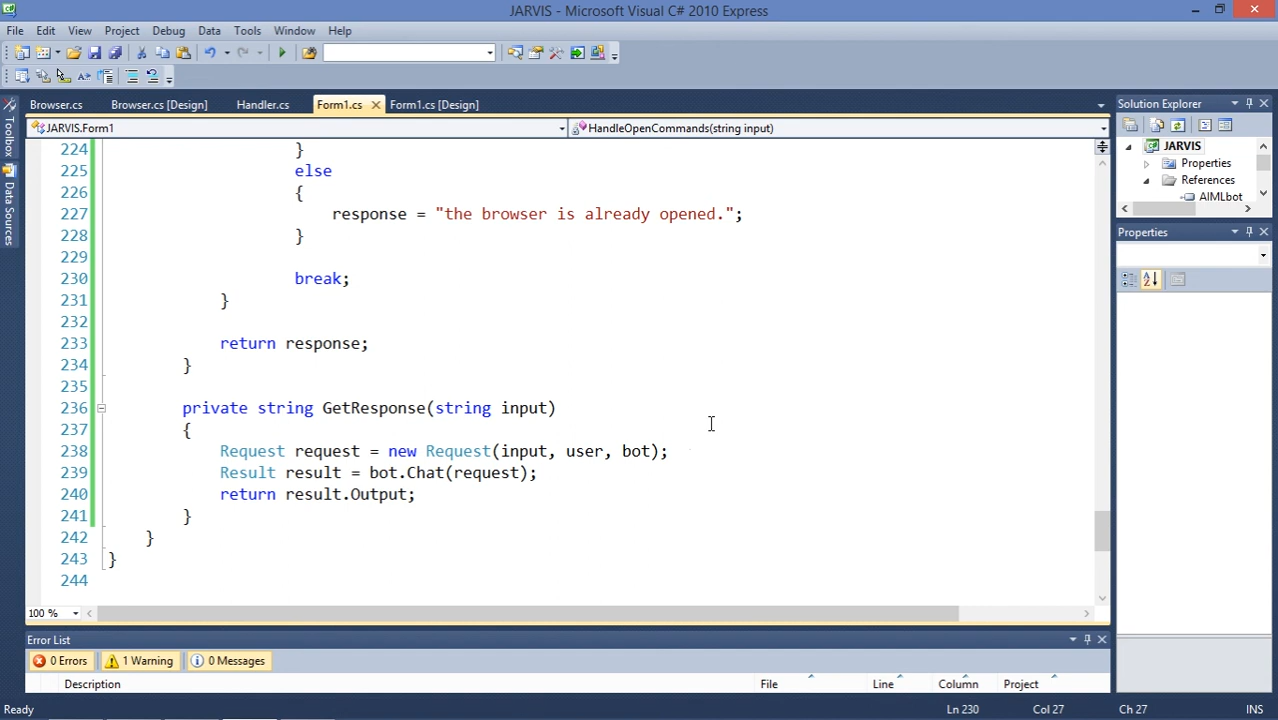 JARVIS - Microsoft Visual C# 2010 Express
File Edit View Project Debug Data Tools Window Help
Browser.cs Browser.cs [Design] Handler.cs Form1.cs Form1.cs [Design]
JARVIS.Form1 HandleOpenCommands(string input)
224 }
225 else
226 {
227 response = "the browser is already opened.";
228 }
229
230 break;
231 }
232
233 return response;
234 }
235
236 private string GetResponse(string input)
237 {
238 Request request = new Request(input, user, bot);
239 Result result = bot.Chat(request);
240 return result.Output;
241 }
242 }
243 }
244
100 %
Toolbox
Data Sources
Solution Explorer
JARVIS
Properties
References
AIMLbot
Properties
Error List
0 Errors 1 Warning 0 Messages
Description File Line Column Project
Ready Ln 230 Col 27 Ch 27 INS